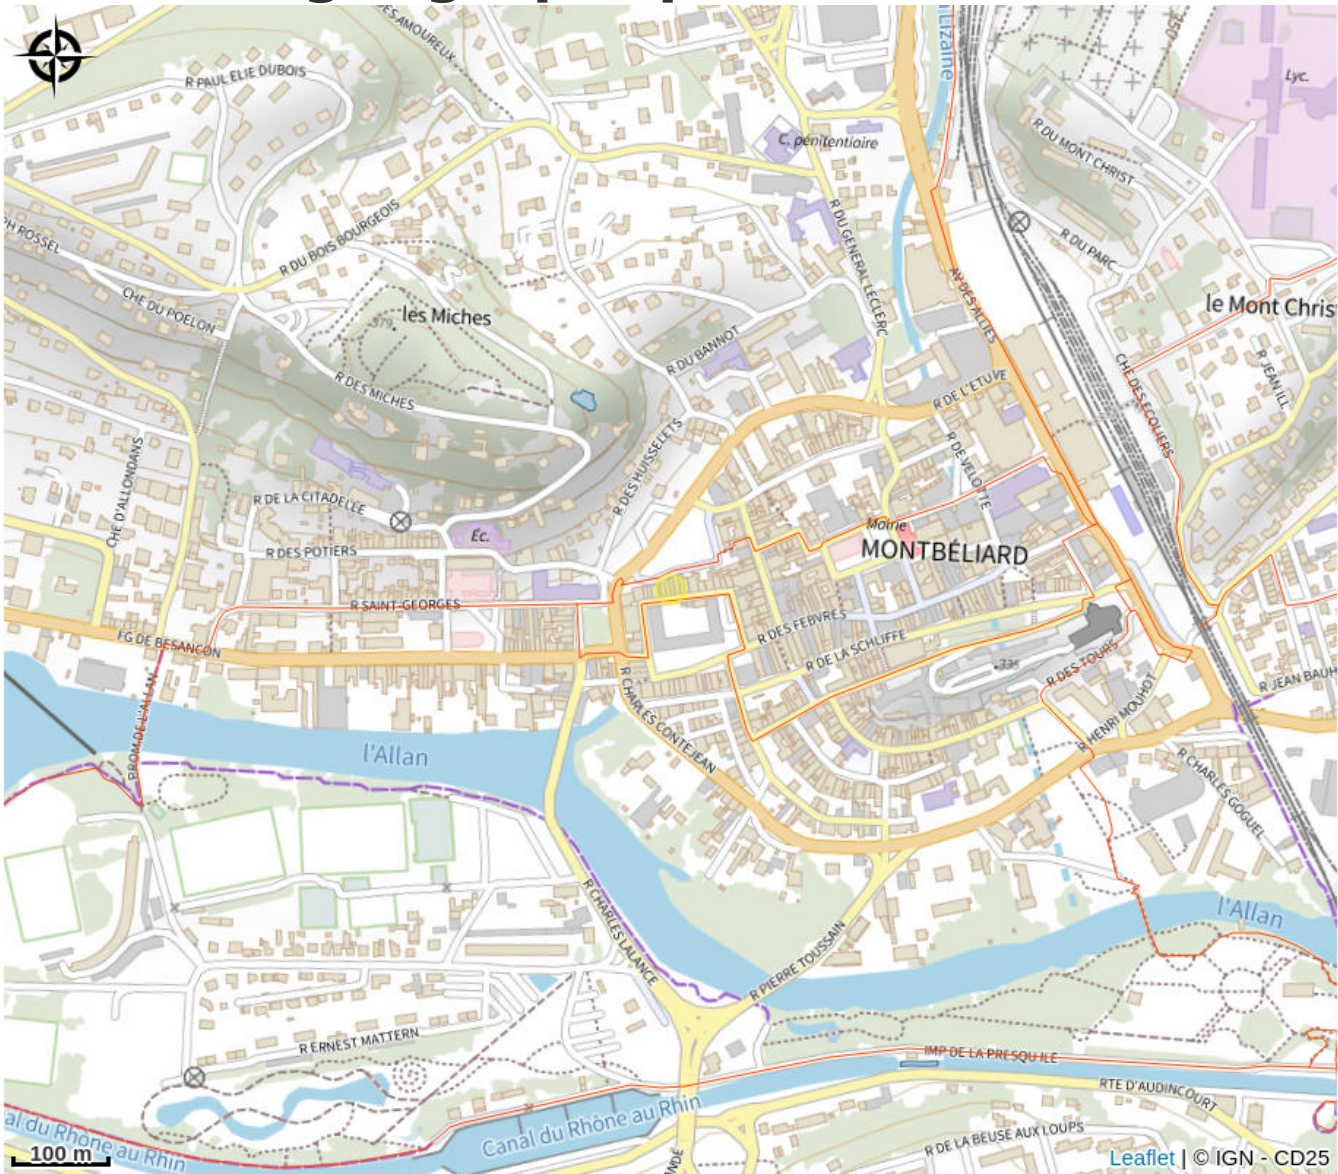 DES AMOUREUX
la Lizaine
Lyc.
R PAUL ELIE DUBOIS
R DU MONT CHRIST
C. pénitentiaire
R DU BOIS BOURGEOIS
R DU GENERAL LECLERC
R DU PARC
PH ROSSEL
CHE DU POELON
379
les Miches
AV DES ALLIES
le Mont Chris
R DU BANNOT
R JEAN ILL
R DES MICHES
R DE L'ETUVE
CHE DES ECOLIERS
CHE D'ALLONDANS
R DES HUISSELETS
R DE VELOTTE
R DE LA CITADELLE
Éc.
Mairie
MONTBÉLIARD
R DES POTIERS
R SAINT-GEORGES
FG DE BESANCON
R DES FEBVRES
R DE LA SCHLIFFE
335
R DES TOURS
R JEAN BAUH
PROM DE L'ALLAN
R CHARLES CONTEJEAN
R HENRI MOUHOT
l'Allan
R CHARLES GOGUEL
R CHARLES LALANCE
l'Allan
R PIERRE TOUSSAIN
R ERNEST MATTERN
IMP DE LA PRESQU ILE
RTE D'AUDINCOURT
al du Rhône au Rhin
Canal du Rhône au Rhin
R DE LA BEUSE AUX LOUPS
100 m
Leaflet | © IGN - CD25